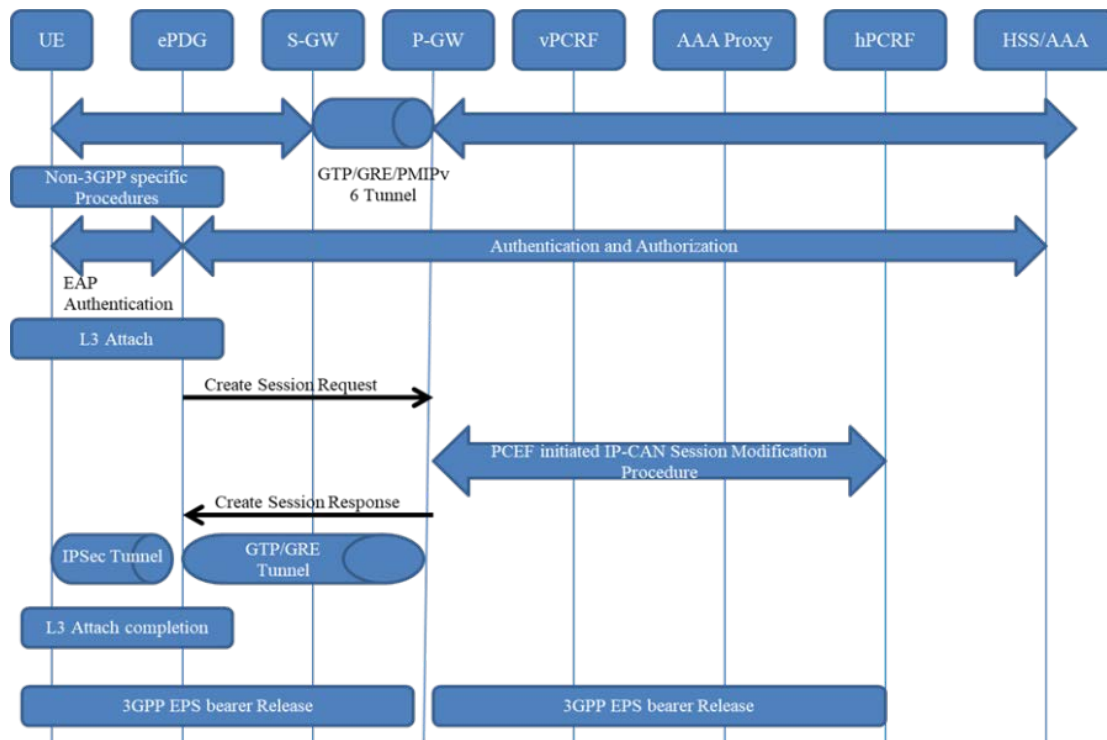 UE
ePDG
S-GW
P-GW
vPCRF
AAA Proxy
hPCRF
HSS/AAA
GTP/GRE/PMIPv
6 Tunnel
Non-3GPP specific
Procedures
Authentication and Authorization
EAP
Authentication
L3 Attach
Create Session Request
PCEF initiated IP-CAN Session Modification
Procedure
Create Session Response
IPSec Tunnel
GTP/GRE
Tunnel
L3 Attach completion
3GPP EPS bearer Release
3GPP EPS bearer Release